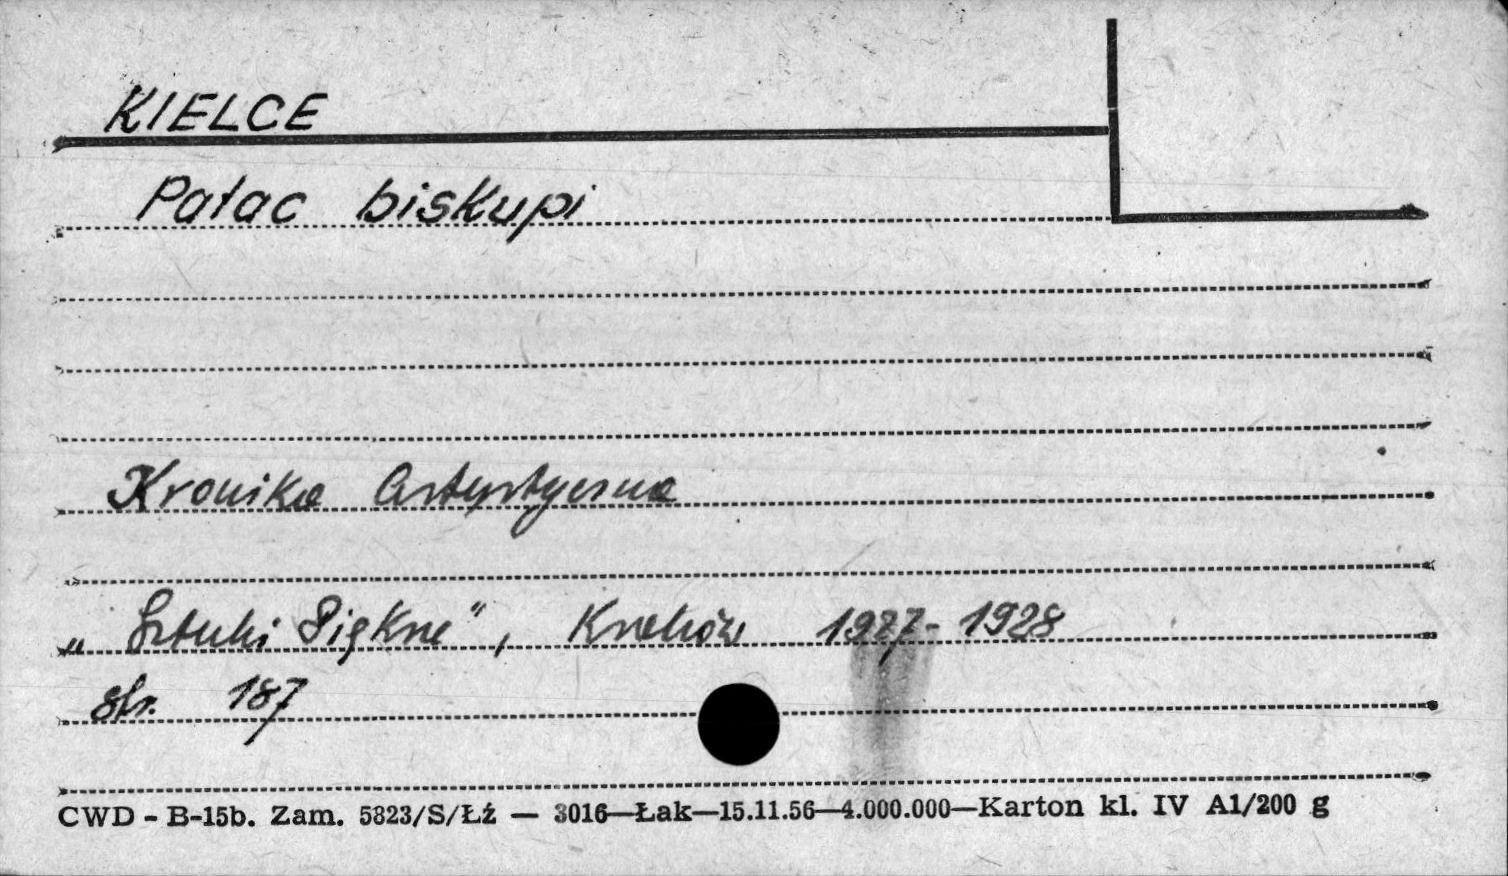 KIELCE
Pałac biskupi
Kronika Artystyczna
„Sztuki Piękne", Kraków 1927-1928
str. 187
CWD - B-15b. Zam. 5823/S/Łź — 3016—Łak—15.11.56—4.000.000—Karton kl. IV A1/200 g